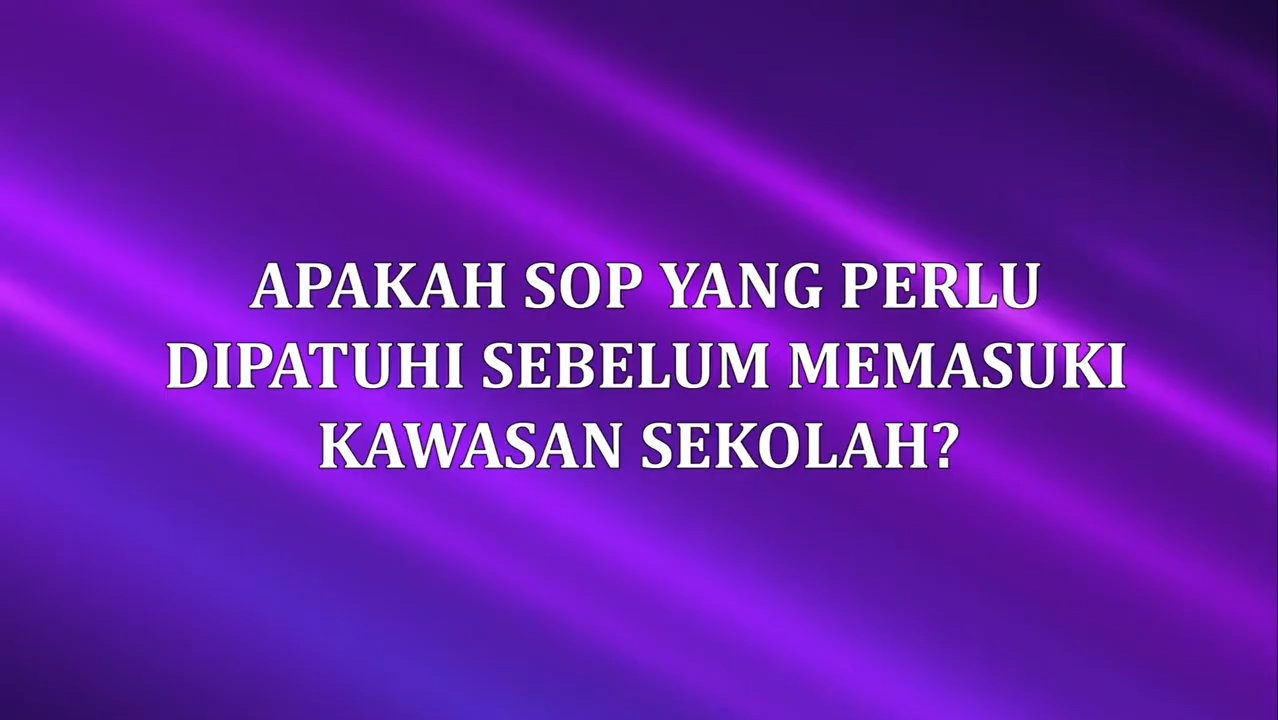 APAKAH SOP YANG PERLU
DIPATUHI SEBELUM MEMASUKI
KAWASAN SEKOLAH?